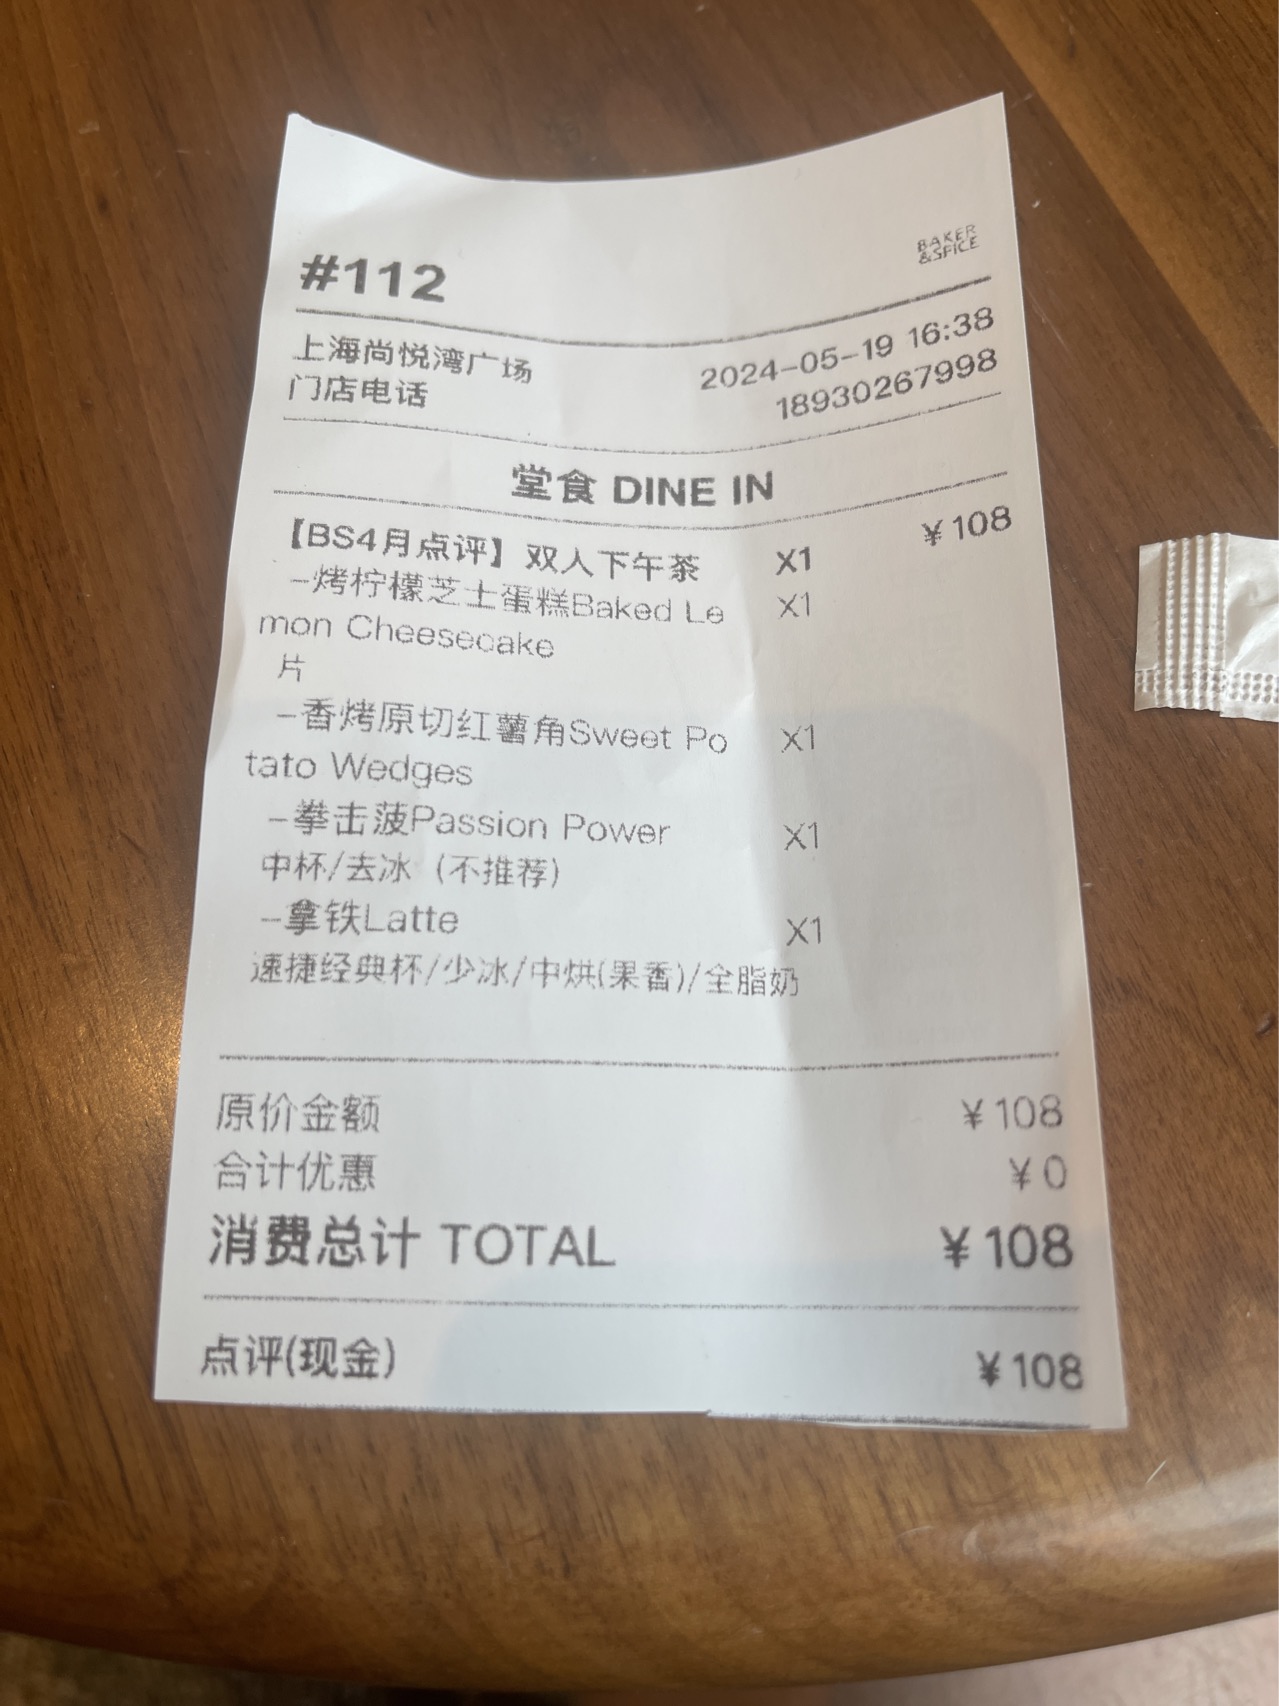 BAKER
&SPICE
#112
上海尚悦湾广场 2024-05-19 16:38
门店电话 18930267998
堂食 DINE IN
【BS4月点评】双人下午茶 X1 ¥108
-烤柠檬芝士蛋糕Baked Le X1
mon Cheesecake
片
-香烤原切红薯角Sweet Po X1
tato Wedges
-拳击菠Passion Power X1
中杯/去冰（不推荐）
-拿铁Latte X1
速捷经典杯/少冰/中烘(果香)/全脂奶
原价金额 ¥108
合计优惠 ¥0
消费总计 TOTAL ¥108
点评(现金) ¥108